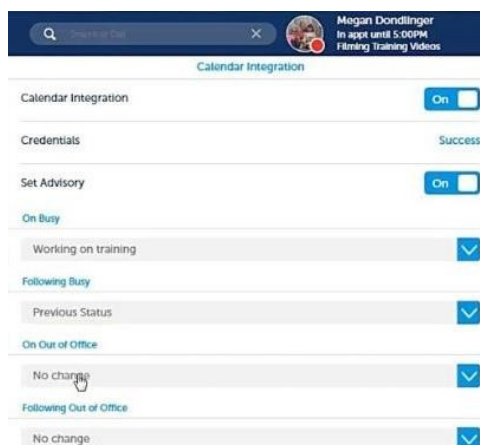 Megan Dondlinger
In appt until 5:00PM
Filming Training Videos
Calendar Integration
Calendar Integration
On
Credentials
Success
Set Advisory
On
On Busy
Working on training
Following Busy
Previous Status
On Out of Office
No change
Following Out of Office
No change